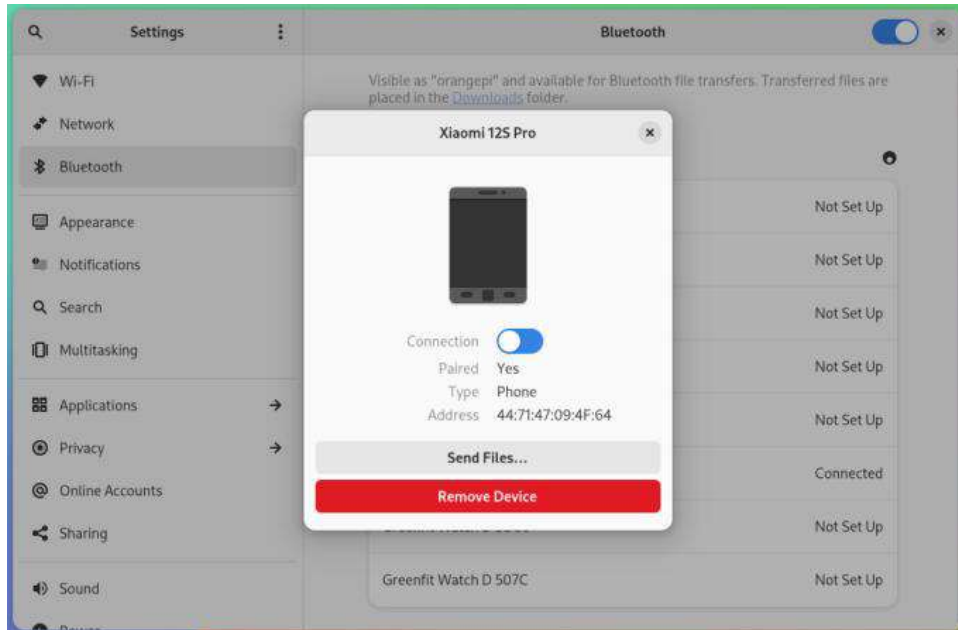 Settings
Bluetooth
Wi-Fi
Visible as "orangepi" and available for Bluetooth file transfers. Transferred files are
placed in the Downloads folder.
Network
Bluetooth
Appearance
Notifications
Search
Multitasking
Applications
Privacy
Online Accounts
Sharing
Sound
Xiaomi 12S Pro
Connection
Paired Yes
Type Phone
Address 44:71:47:09:4F:64
Send Files...
Remove Device
Not Set Up
Not Set Up
Not Set Up
Not Set Up
Not Set Up
Connected
Not Set Up
Greenfit Watch D 507C Not Set Up